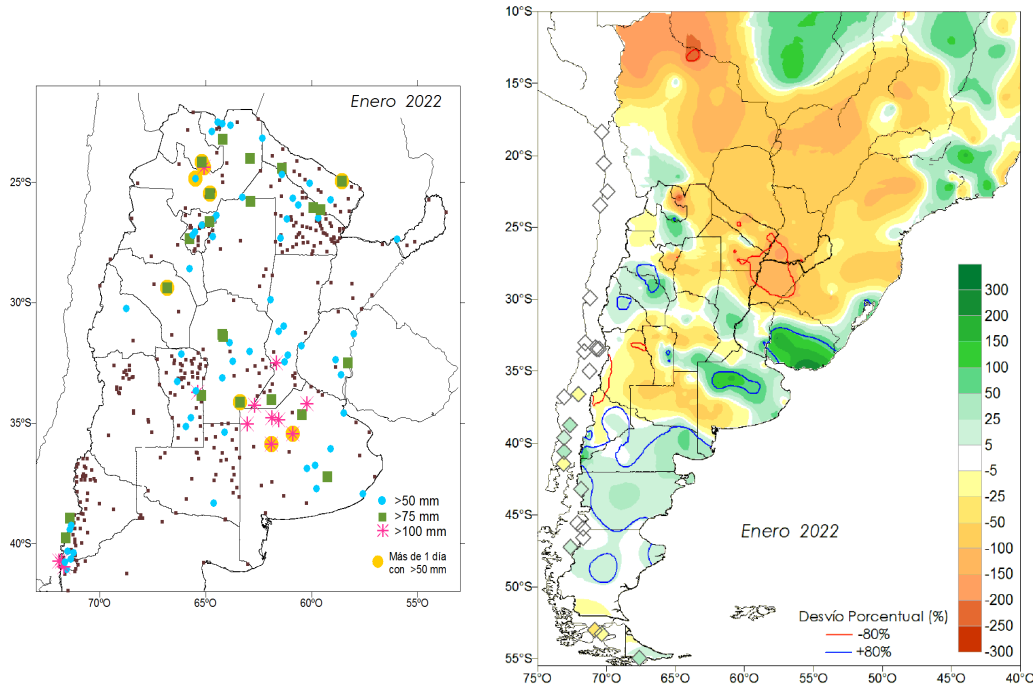 Enero 2022
25°S
30°S
35°S
40°S
70°O
65°O
60°O
55°O
>50 mm
>75 mm
>100 mm
Más de 1 día
con >50 mm
10°S
15°S
20°S
25°S
30°S
35°S
40°S
45°S
50°S
55°S
75°O
70°O
65°O
60°O
55°O
50°O
45°O
40°O
Enero 2022
Desvío Porcentual (%)
-80%
+80%
300
200
150
100
50
25
5
-5
-25
-50
-100
-150
-200
-250
-300